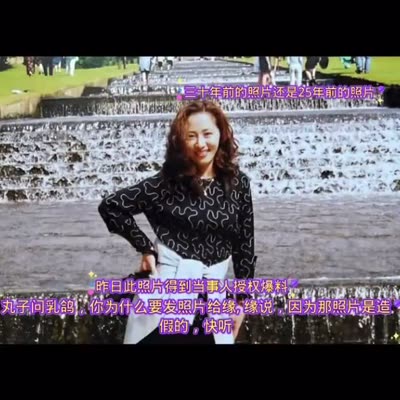 三十年前的照片还是25年前的照片
昨日此照片得到当事人授权爆料
丸子问乳鸽，你为什么要发照片给缘, 缘说，因为那照片是造
假的，快听